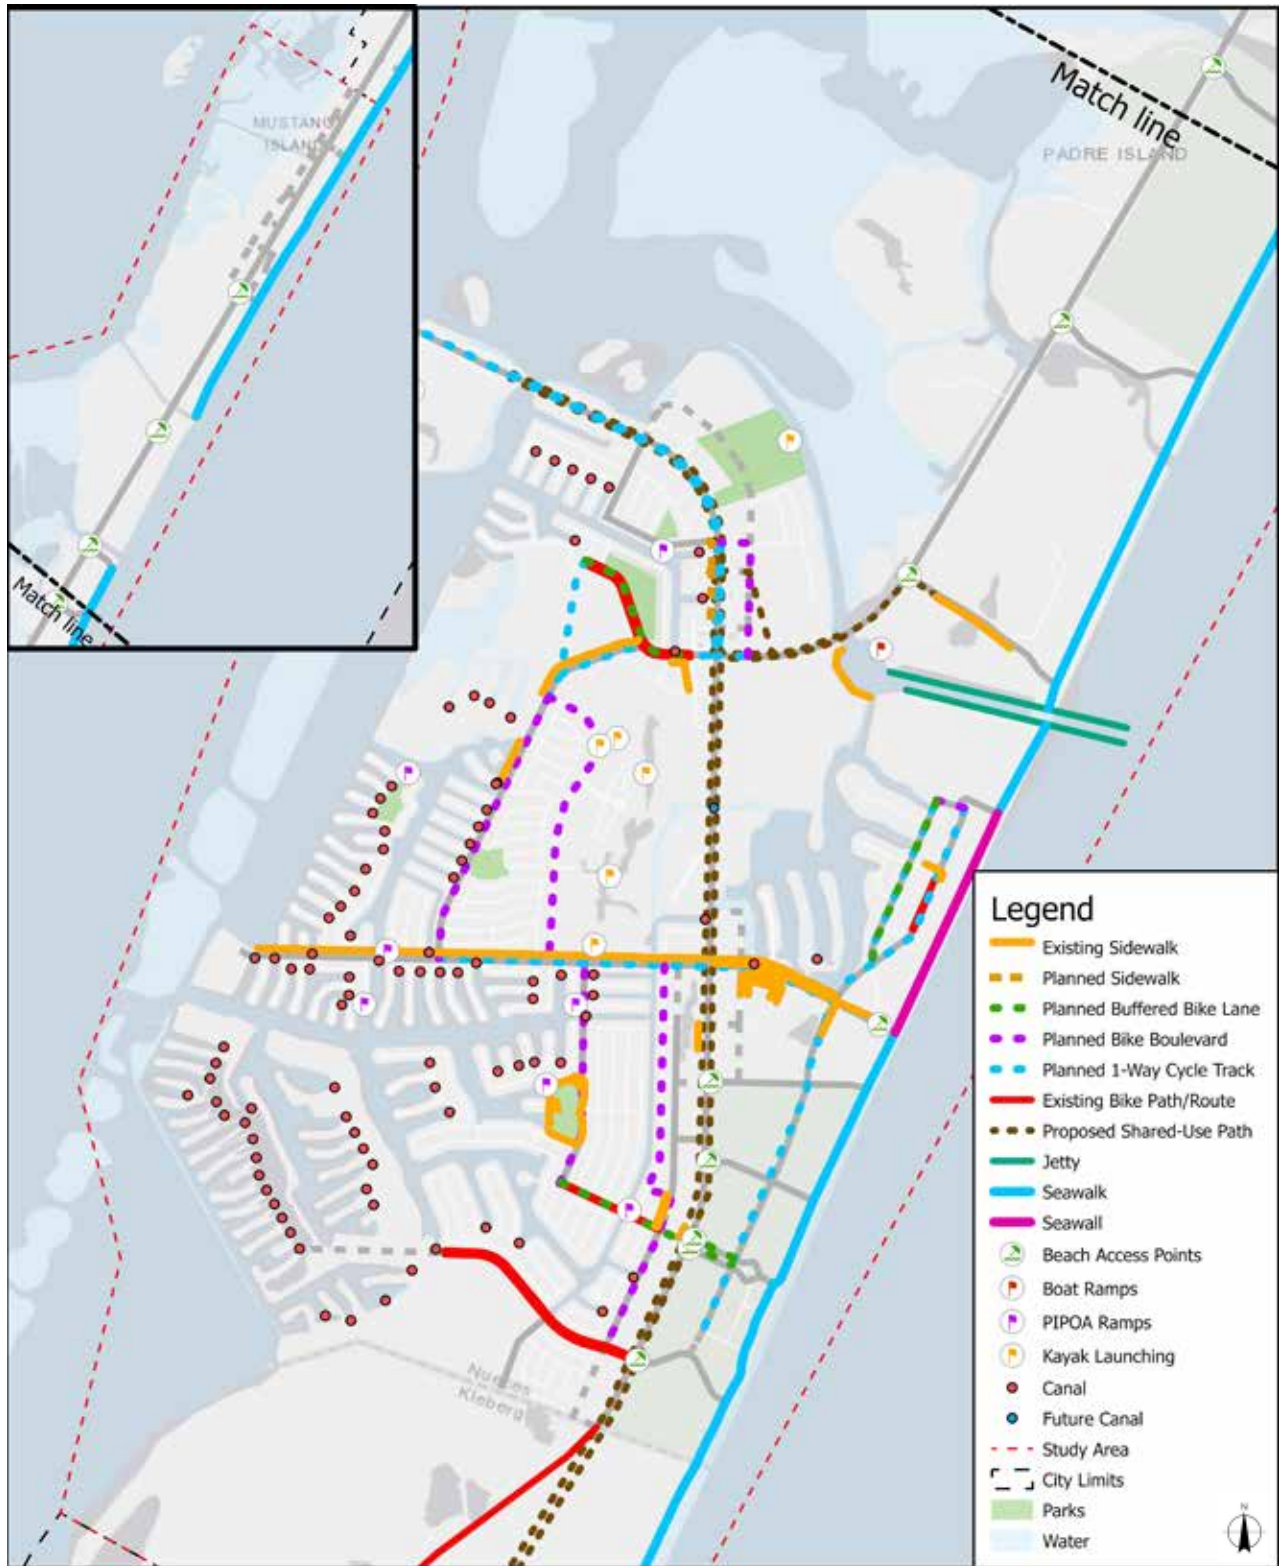 MUSTANG
ISLAND
Match line
Match line
PADRE ISLAND
Nueces
Kleberg
Legend
Existing Sidewalk
Planned Sidewalk
Planned Buffered Bike Lane
Planned Bike Boulevard
Planned 1-Way Cycle Track
Existing Bike Path/Route
Proposed Shared-Use Path
Jetty
Seawalk
Seawall
Beach Access Points
Boat Ramps
PIPOA Ramps
Kayak Launching
Canal
Future Canal
Study Area
City Limits
Parks
Water
N